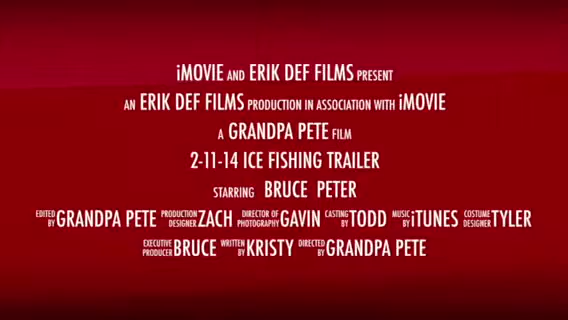 iMOVIE AND ERIK DEF FILMS PRESENT
AN ERIK DEF FILMS PRODUCTION IN ASSOCIATION WITH iMOVIE
A GRANDPA PETE FILM
2-11-14 ICE FISHING TRAILER
STARRING BRUCE PETER
EDITED BY GRANDPA PETE PRODUCTION DESIGNER ZACH DIRECTOR OF PHOTOGRAPHY GAVIN CASTING BY TODD MUSIC BY iTUNES COSTUME DESIGNER TYLER
EXECUTIVE PRODUCER BRUCE WRITTEN BY KRISTY DIRECTED BY GRANDPA PETE